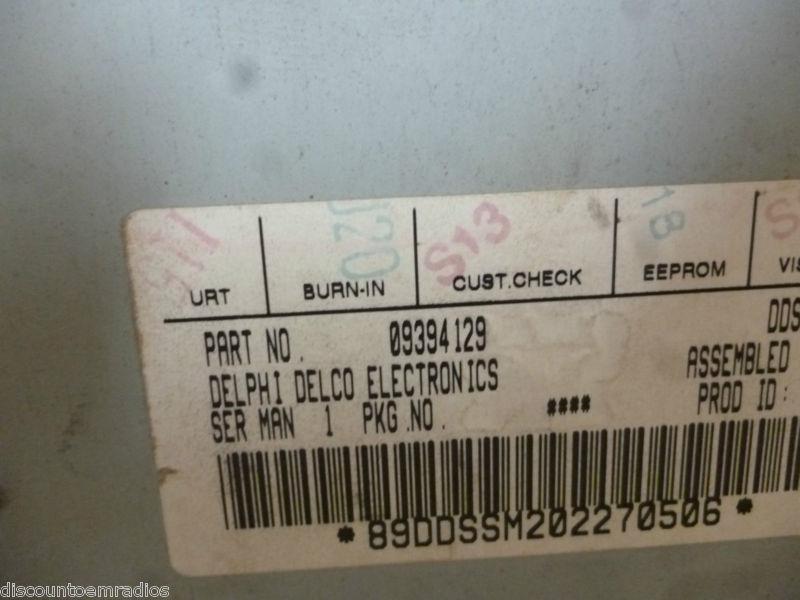 S13 18
URT BURN-IN CUST.CHECK EEPROM
PART NO. 09394129 DDS
DELPHI DELCO ELECTRONICS ASSEMBLED
SER MAN 1 PKG.NO. #### PROD ID:
*89DDSSM202270506*
discountoemradios